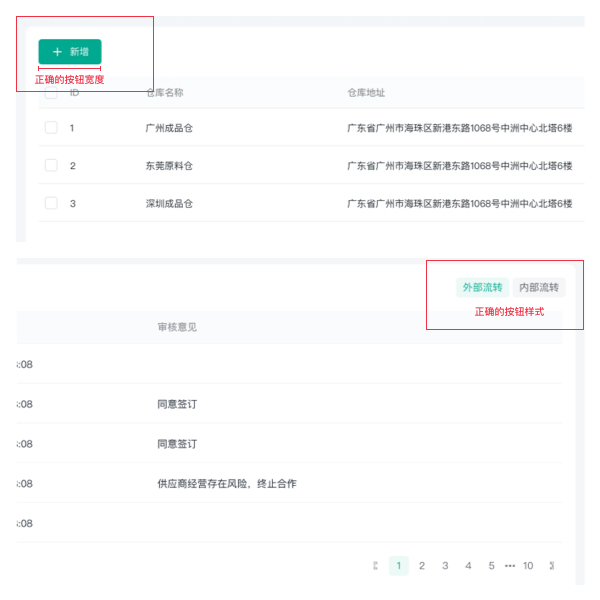 + 新增
正确的按钮宽度
ID 仓库名称 仓库地址
1 广州成品仓 广东省广州市海珠区新港东路1068号中洲中心北塔6楼
2 东莞原料仓 广东省广州市海珠区新港东路1068号中洲中心北塔6楼
3 深圳成品仓 广东省广州市海珠区新港东路1068号中洲中心北塔6楼
外部流转 内部流转
正确的按钮样式
审核意见
:08
:08 同意签订
:08 同意签订
:08 供应商经营存在风险，终止合作
:08
1 2 3 4 5 ••• 10